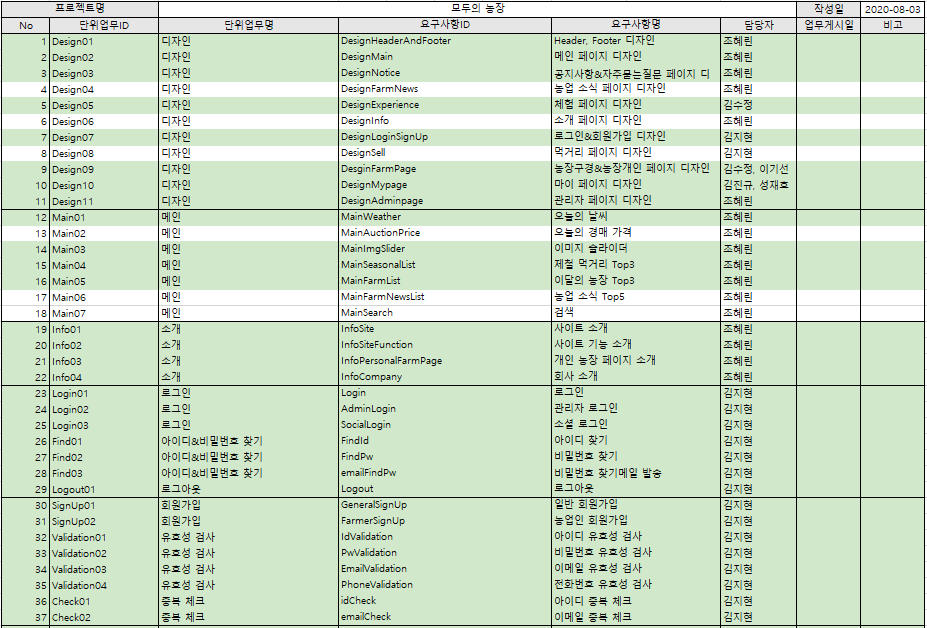 프로젝트명 모두의 농장 작성일 2020-08-03
No 단위업무ID 단위업무명 요구사항ID 요구사항명 담당자 업무게시일 비고
1 Design01 디자인 DesignHeaderAndFooter Header, Footer 디자인 조혜린
2 Design02 디자인 DesignMain 메인 페이지 디자인 조혜린
3 Design03 디자인 DesignNotice 공지사항&자주묻는질문 페이지 디 조혜린
4 Design04 디자인 DesignFarmNews 농업 소식 페이지 디자인 조혜린
5 Design05 디자인 DesignExperience 체험 페이지 디자인 김수정
6 Design06 디자인 DesignInfo 소개 페이지 디자인 조혜린
7 Design07 디자인 DesignLoginSignUp 로그인&회원가입 디자인 김지현
8 Design08 디자인 DesignSell 먹거리 페이지 디자인 김지현
9 Design09 디자인 DesginFarmPage 농장구경&농장개인 페이지 디자인 김수정, 이기선
10 Design10 디자인 DesignMypage 마이 페이지 디자인 김진규, 성재호
11 Design11 디자인 DesignAdminpage 관리자 페이지 디자인 조혜린
12 Main01 메인 MainWeather 오늘의 날씨 조혜린
13 Main02 메인 MainAuctionPrice 오늘의 경매 가격 조혜린
14 Main03 메인 MainImgSlider 이미지 슬라이더 조혜린
15 Main04 메인 MainSeasonalList 제철 먹거리 Top3 조혜린
16 Main05 메인 MainFarmList 이달의 농장 Top3 조혜린
17 Main06 메인 MainFarmNewsList 농업 소식 Top5 조혜린
18 Main07 메인 MainSearch 검색 조혜린
19 Info01 소개 InfoSite 사이트 소개 조혜린
20 Info02 소개 InfoSiteFunction 사이트 기능 소개 조혜린
21 Info03 소개 InfoPersonalFarmPage 개인 농장 페이지 소개 조혜린
22 Info04 소개 InfoCompany 회사 소개 조혜린
23 Login01 로그인 Login 로그인 김지현
24 Login02 로그인 AdminLogin 관리자 로그인 김지현
25 Login03 로그인 SocialLogin 소셜 로그인 김지현
26 Find01 아이디&비밀번호 찾기 FindId 아이디 찾기 김지현
27 Find02 아이디&비밀번호 찾기 FindPw 비밀번호 찾기 김지현
28 Find03 아이디&비밀번호 찾기 emailFindPw 비밀번호 찾기메일 발송 김지현
29 Logout01 로그아웃 Logout 로그아웃 김지현
30 SignUp01 회원가입 GeneralSignUp 일반 회원가입 김지현
31 SignUp02 회원가입 FarmerSignUp 농업인 회원가입 김지현
32 Validation01 유효성 검사 IdValidation 아이디 유효성 검사 김지현
33 Validation02 유효성 검사 PwValidation 비밀번호 유효성 검사 김지현
34 Validation03 유효성 검사 EmailValidation 이메일 유효성 검사 김지현
35 Validation04 유효성 검사 PhoneValidation 전화번호 유효성 검사 김지현
36 Check01 중복 체크 idCheck 아이디 중복 체크 김지현
37 Check02 중복 체크 emailCheck 이메일 중복 체크 김지현